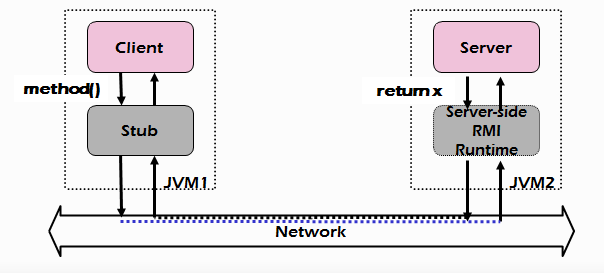 Client
Server
method()
return x
Stub
Server-side
RMI
Runtime
JVM1
JVM2
Network